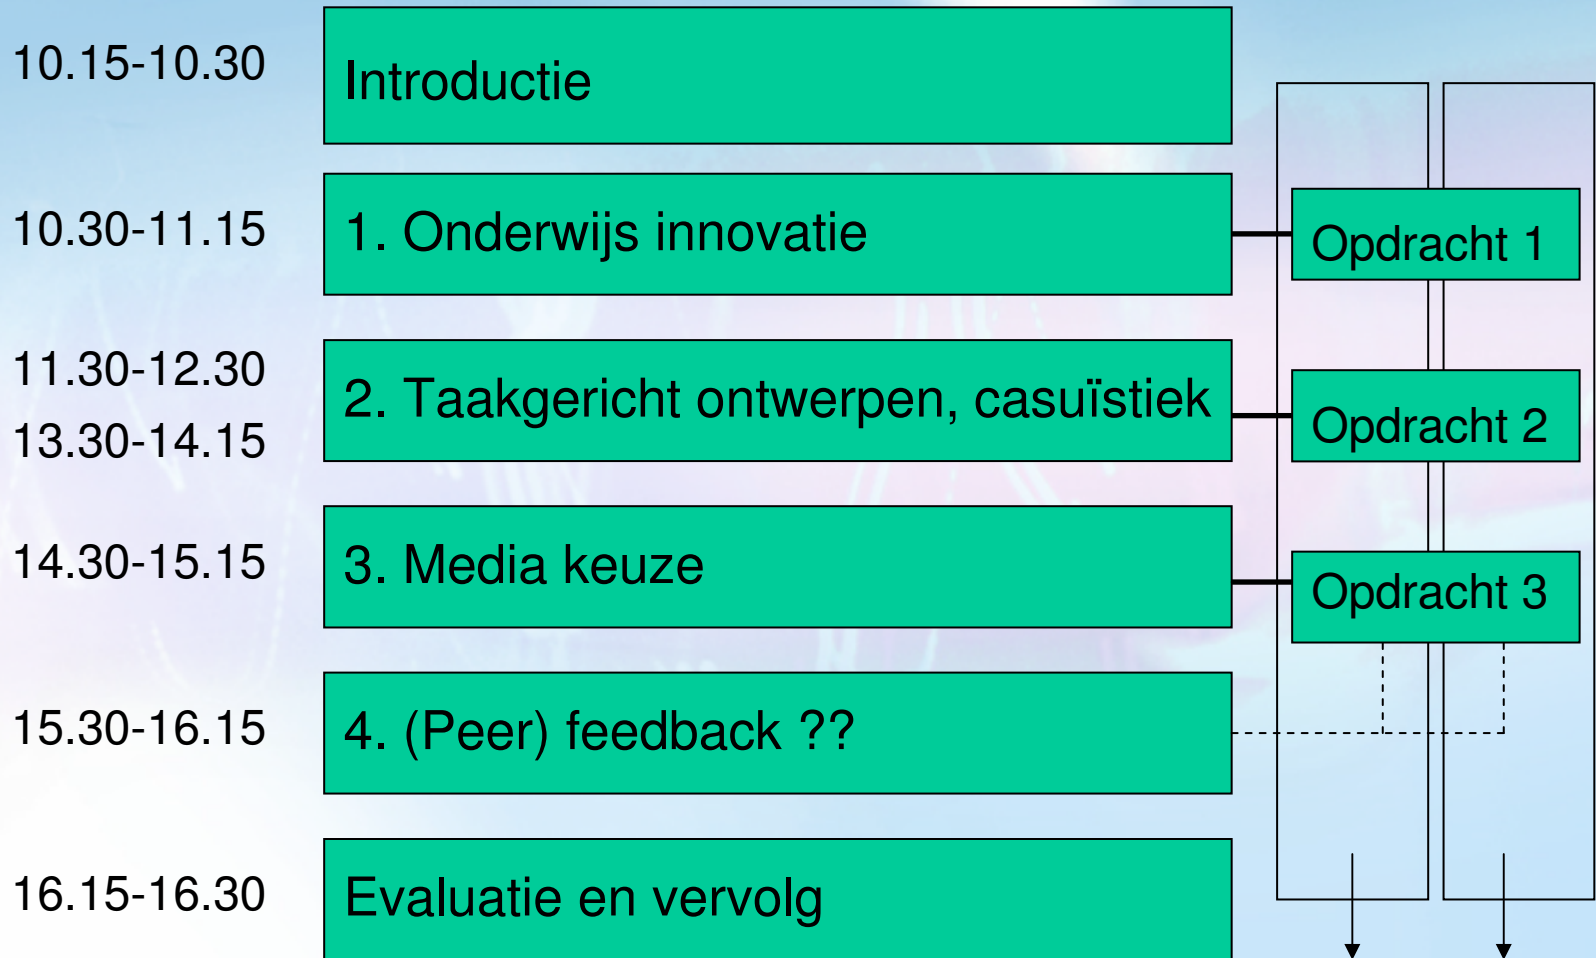 10.15-10.30
Introductie
10.30-11.15
1. Onderwijs innovatie
Opdracht 1
11.30-12.30
13.30-14.15
2. Taakgericht ontwerpen, casuïstiek
Opdracht 2
14.30-15.15
3. Media keuze
Opdracht 3
15.30-16.15
4. (Peer) feedback ??
16.15-16.30
Evaluatie en vervolg